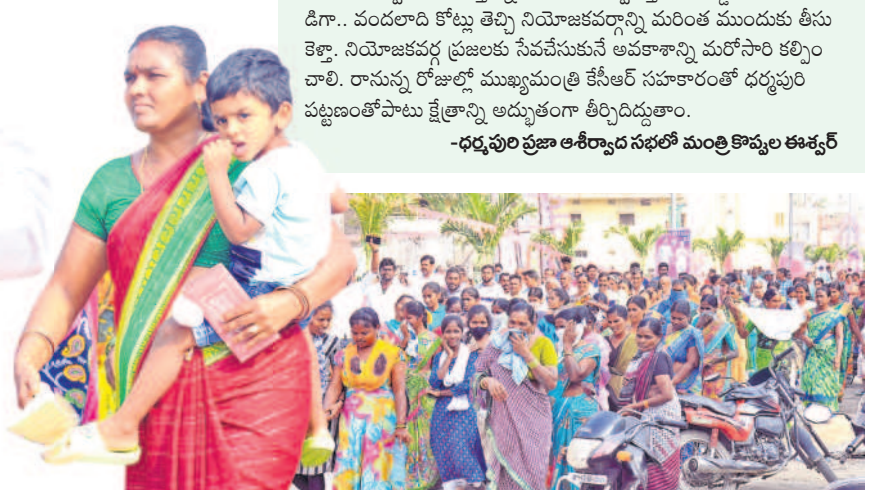 డిగా.. వందలాది కోట్లు తెచ్చి నియోజకవర్గాన్ని మరింత ముందుకు తీసు
కెళ్తా. నియోజకవర్గ ప్రజలకు సేవచేసుకునే అవకాశాన్ని మరోసారి కల్పిం
చాలి. రానున్న రోజుల్లో ముఖ్యమంత్రి కేసీఆర్ సహకారంతో ధర్మపురి
పట్టణంతోపాటు క్షేత్రాన్ని అద్భుతంగా తీర్చిదిద్దుతాం.
-ధర్మపురి ప్రజా ఆశీర్వాద సభలో మంత్రి కొప్పుల ఈశ్వర్